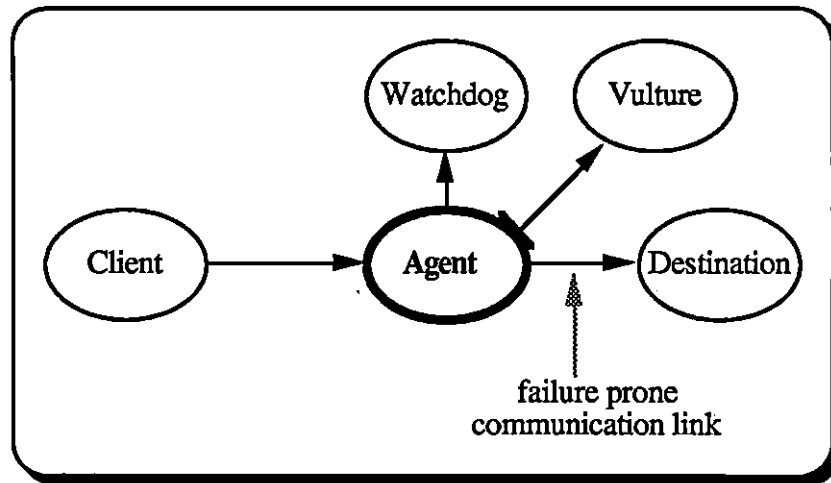 Watchdog
Vulture
Client
Agent
Destination
failure prone
communication link